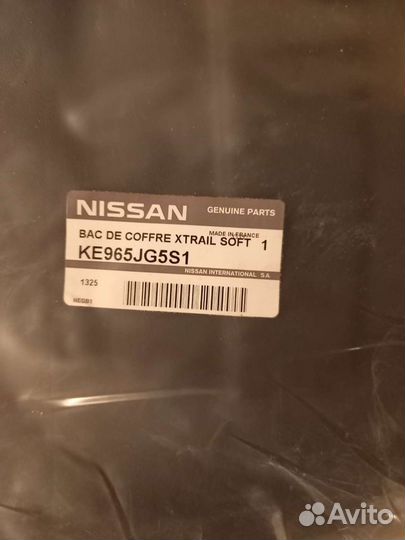 NISSAN GENUINE PARTS
MADE IN FRANCE
BAC DE COFFRE XTRAIL SOFT 1
KE965JG5S1
NISSAN INTERNATIONAL SA
1325
Avito